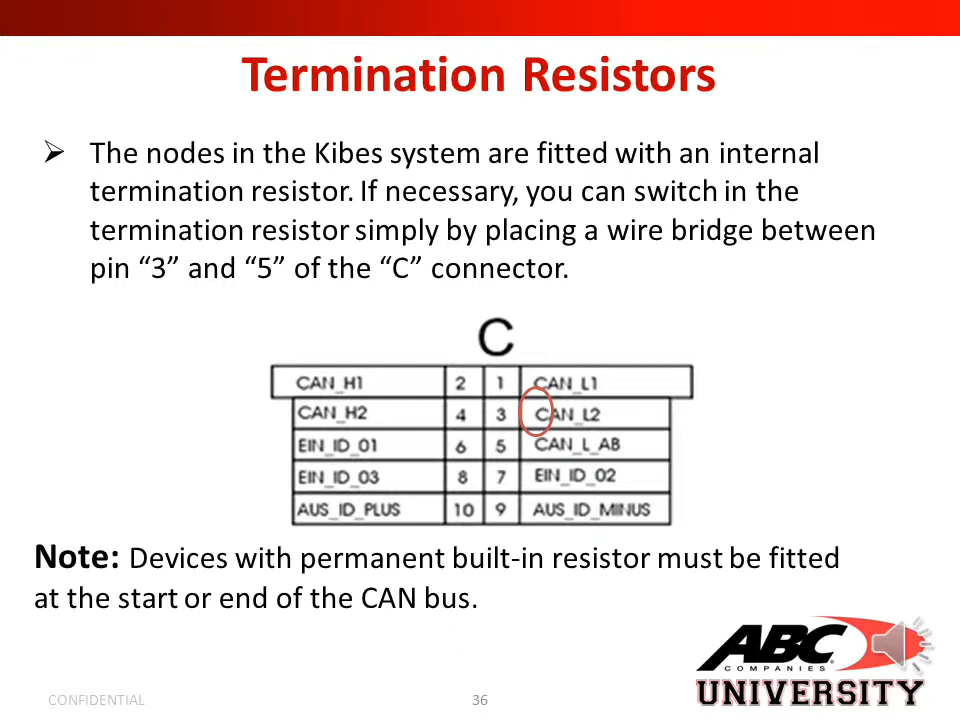 Termination Resistors
➢ The nodes in the Kibes system are fitted with an internal
termination resistor. If necessary, you can switch in the
termination resistor simply by placing a wire bridge between
pin “3” and “5” of the “C” connector.
C
CAN_H1 2 1 CAN_L1
CAN_H2 4 3 CAN_L2
EIN_ID_01 6 5 CAN_L_AB
EIN_ID_03 8 7 EIN_ID_02
AUS_ID_PLUS 10 9 AUS_ID_MINUS
Note: Devices with permanent built-in resistor must be fitted
at the start or end of the CAN bus.
ABC
COMPANIES
UNIVERSITY
CONFIDENTIAL 36